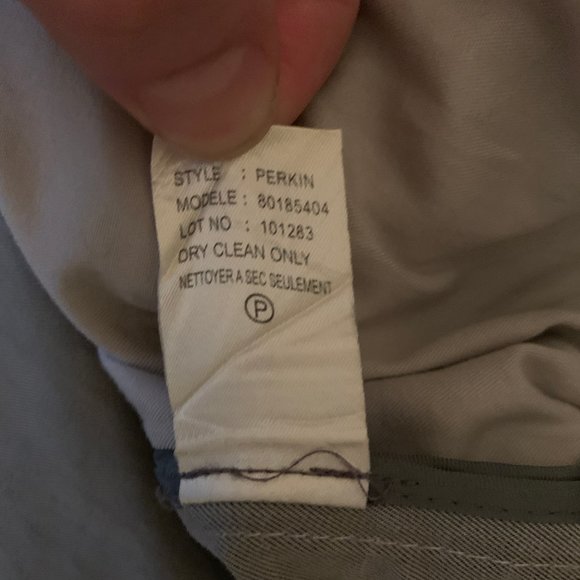 STYLE : PERKIN
MODELE : 80185404
LOT NO : 101283
DRY CLEAN ONLY
NETTOYER A SEC SEULEMENT
P